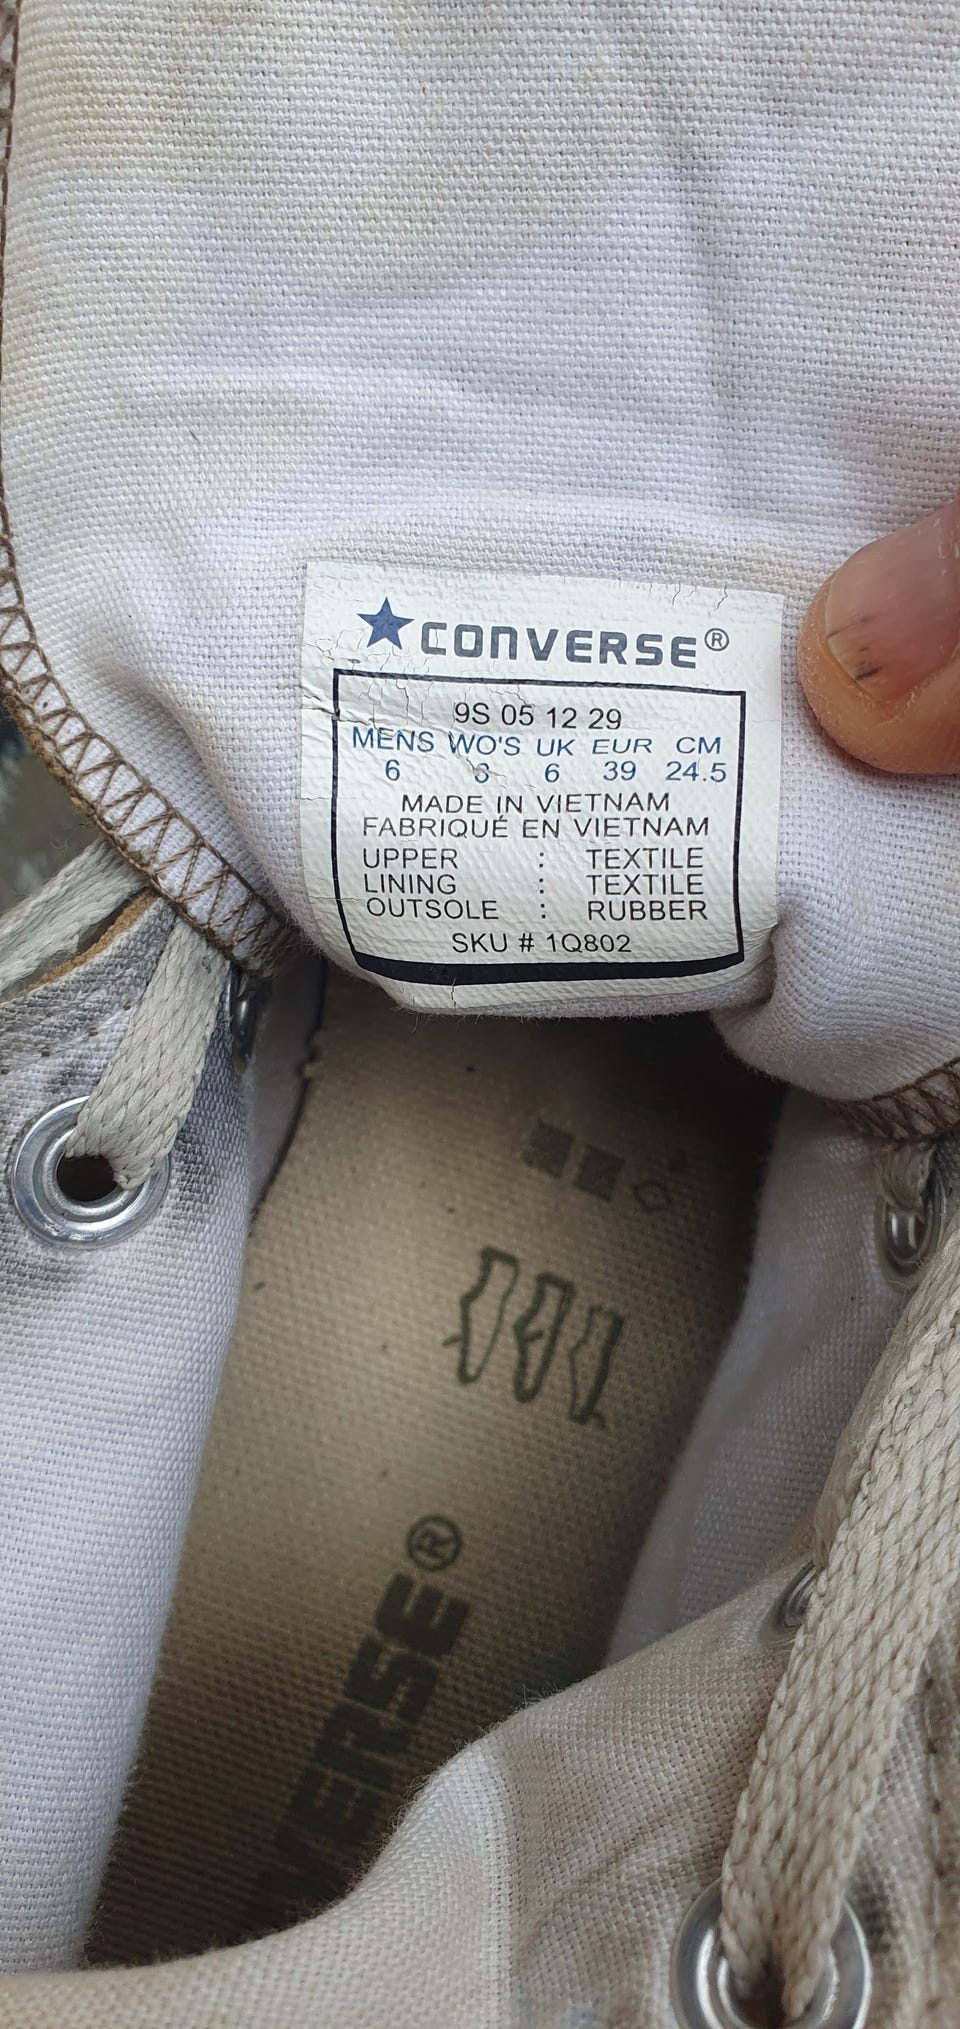 CONVERSE®
9S 05 12 29
MENS WO'S UK EUR CM
6 8 6 39 24.5
MADE IN VIETNAM
FABRIQUÉ EN VIETNAM
UPPER : TEXTILE
LINING : TEXTILE
OUTSOLE : RUBBER
SKU # 1Q802
VERSE®